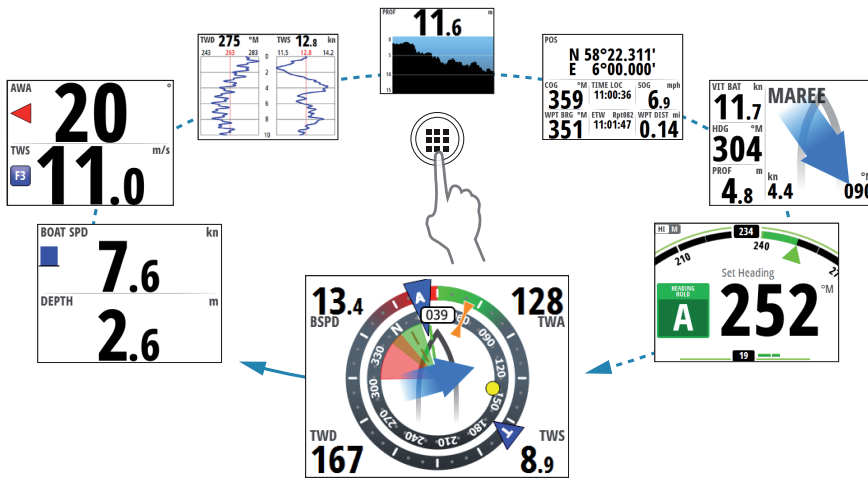 PROF 11.6 m
0
5
10
15
TWD 275 °M TWS 12.8 kn
243 263 283 11.5 12.8 14.2
0
2
4
6
8
10
POS
N 58°22.311'
E 6°00.000'
COG °M TIME LOC SOG mph
359 11:00:36 6.9
WPT BRG °M ETW Rpt082 WPT DIST mi
351 11:01:47 0.14
AWA °
20
TWS m/s
F3 11.0
VIT BAT kn MAREE
11.7
HDG °M
304
PROF m
4.8
kn
4.4 090
BOAT SPD kn
7.6
DEPTH m
2.6
HI M
234
210 240
Set Heading
HEADING HOLD
A 252 °M
19
13.4 128
BSPD TWA
A
039
N 060 090 120 150 180 210 240 270 300 330
T
TWD TWS
167 8.9